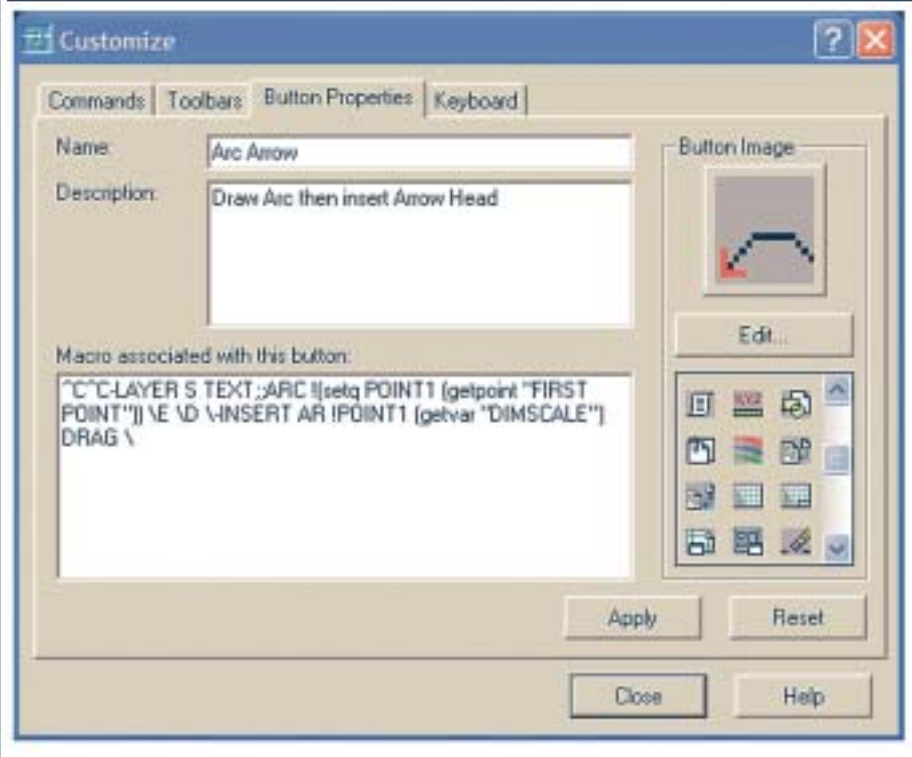 Customize
Commands Toolbars Button Properties Keyboard
Name: Arc Arrow
Description: Draw Arc then insert Arrow Head
Button Image
Edit...
Macro associated with this button:
^C^C-LAYER S TEXT;;ARC !(setq POINT1 (getpoint "FIRST
POINT")) \E \D \-INSERT AR !POINT1 (getvar "DIMSCALE")
DRAG \
Apply Reset
Close Help